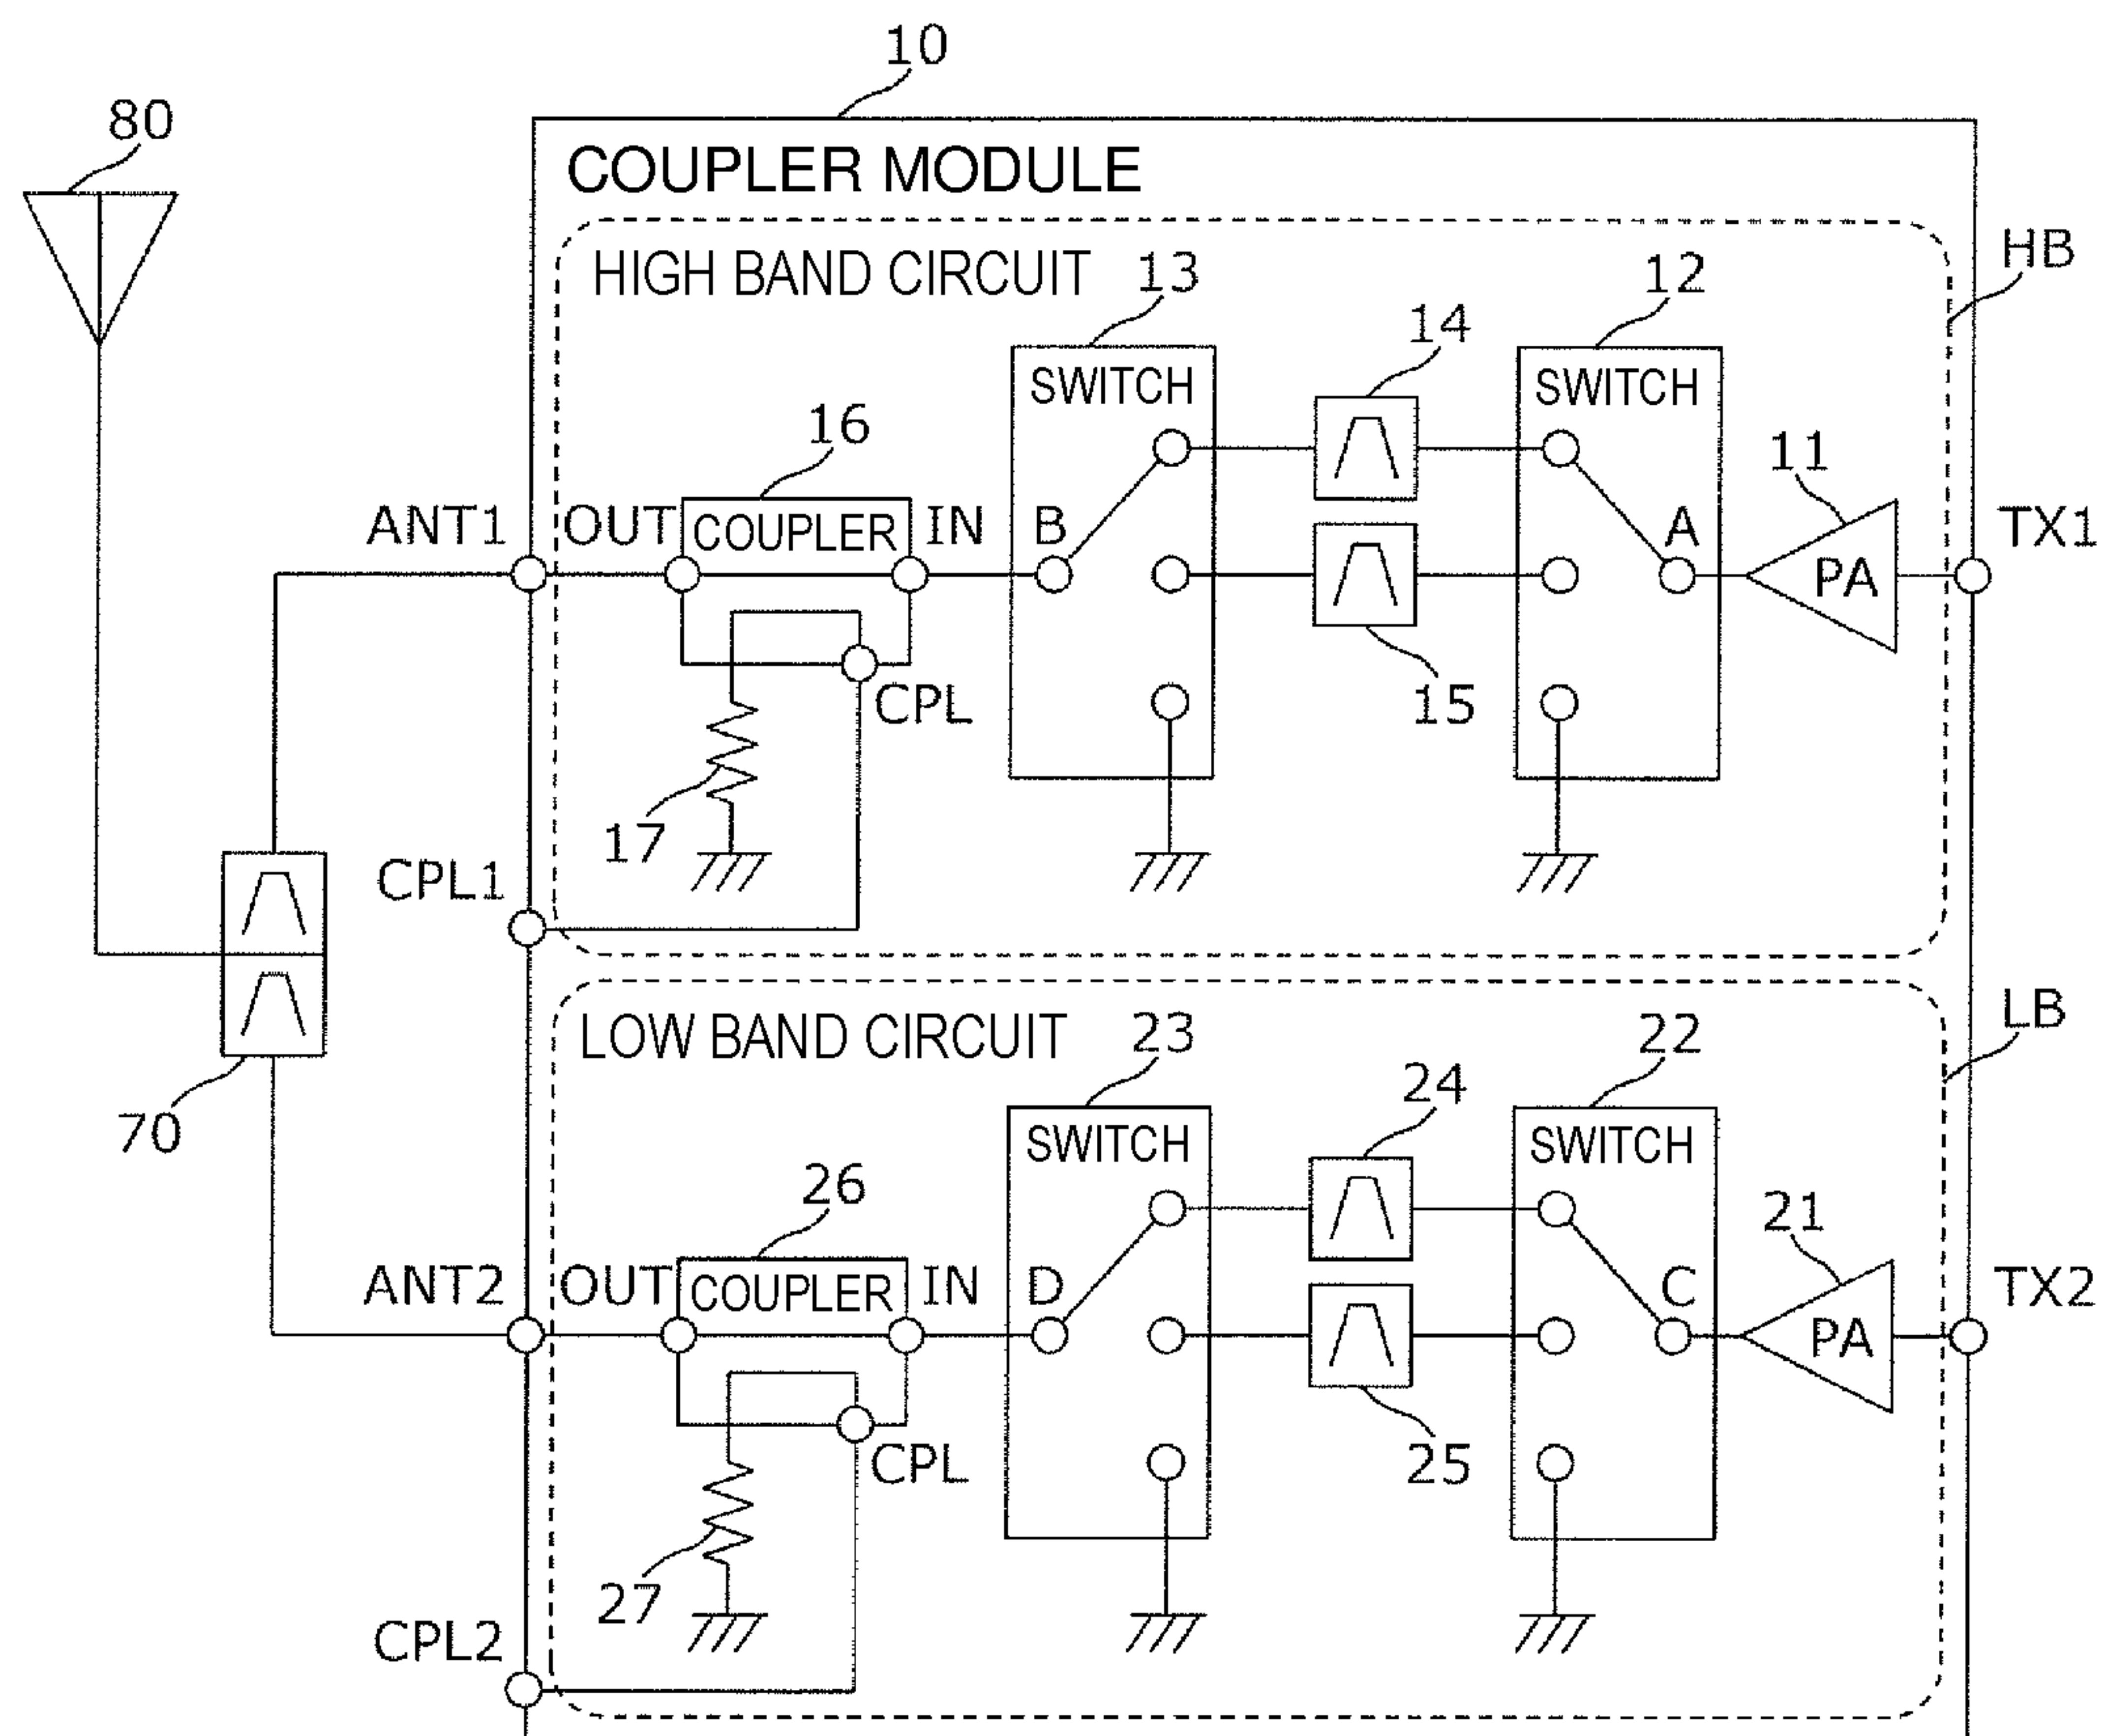 10
80
COUPLER MODULE
HB
HIGH BAND CIRCUIT
13
12
14
SWITCH
SWITCH
16
11
ANT1
OUT
COUPLER
IN
B
A
TX1
PA
CPL
15
17
CPL1
LB
LOW BAND CIRCUIT
23
22
24
70
SWITCH
SWITCH
26
21
ANT2
OUT
COUPLER
IN
D
C
TX2
PA
CPL
25
27
CPL2